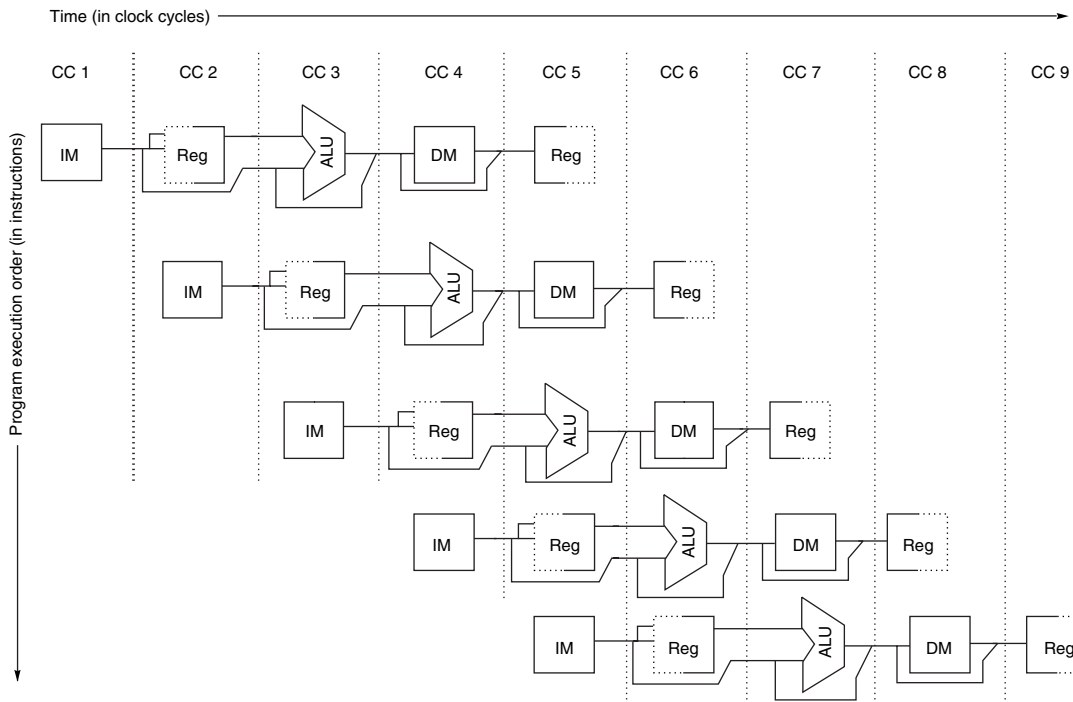 Time (in clock cycles)
CC 1 CC 2 CC 3 CC 4 CC 5 CC 6 CC 7 CC 8 CC 9
Program execution order (in instructions)
IM Reg ALU DM Reg
IM Reg ALU DM Reg
IM Reg ALU DM Reg
IM Reg ALU DM Reg
IM Reg ALU DM Reg